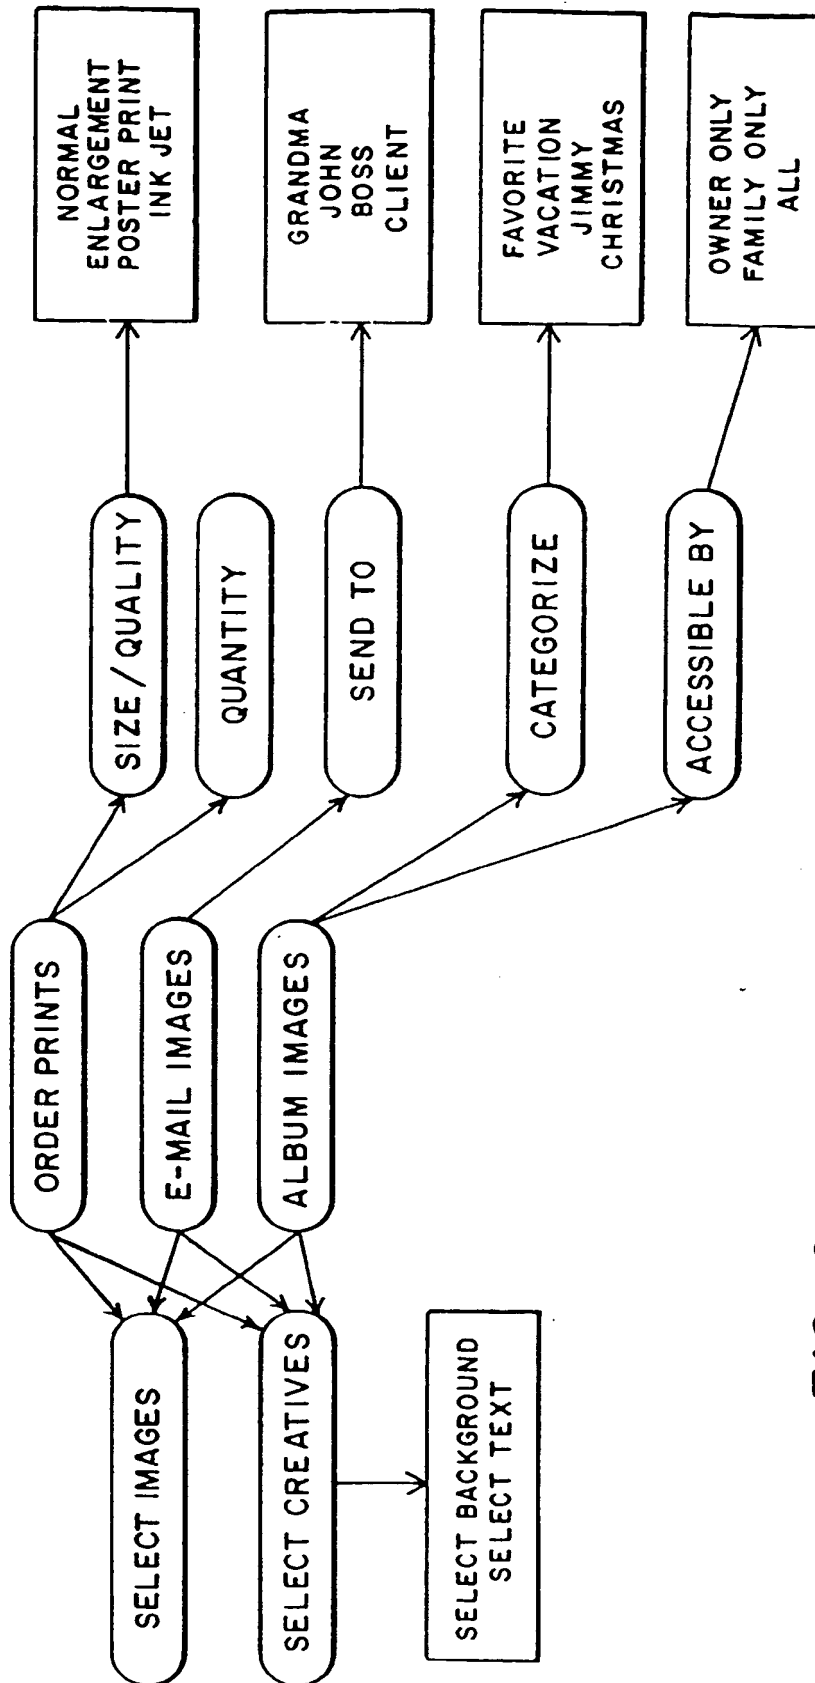 SELECT IMAGES
SELECT CREATIVES
SELECT BACKGROUND
SELECT TEXT
ORDER PRINTS
E-MAIL IMAGES
ALBUM IMAGES
SIZE / QUALITY
QUANTITY
SEND TO
CATEGORIZE
ACCESSIBLE BY
NORMAL
ENLARGEMENT
POSTER PRINT
INK JET
GRANDMA
JOHN
BOSS
CLIENT
FAVORITE
VACATION
JIMMY
CHRISTMAS
OWNER ONLY
FAMILY ONLY
ALL